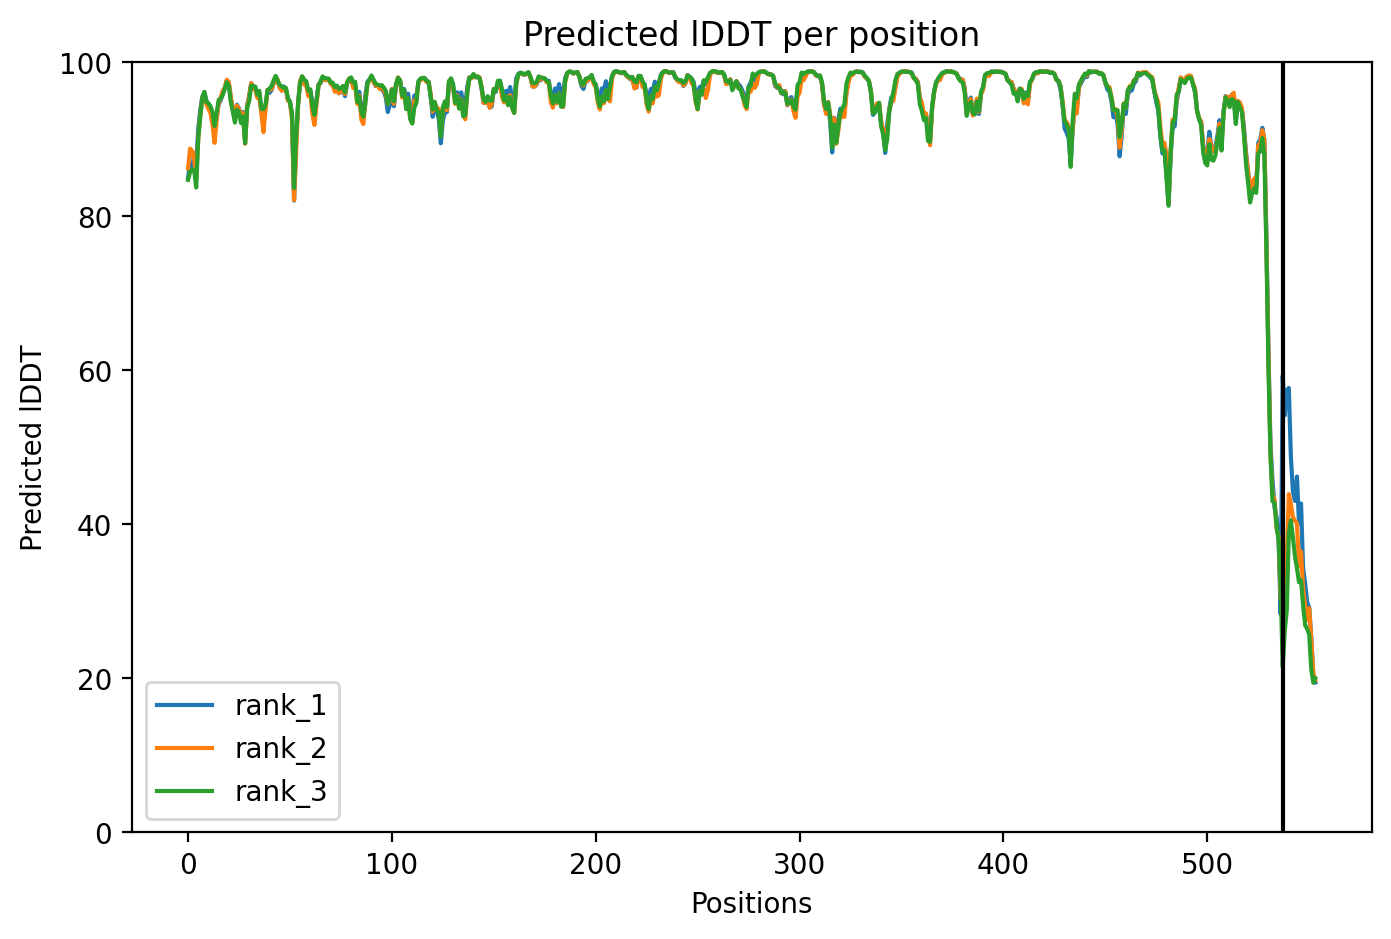 Predicted lDDT per position
100
80
60
40
20
0
Predicted lDDT
rank_1
rank_2
rank_3
0 100 200 300 400 500
Positions